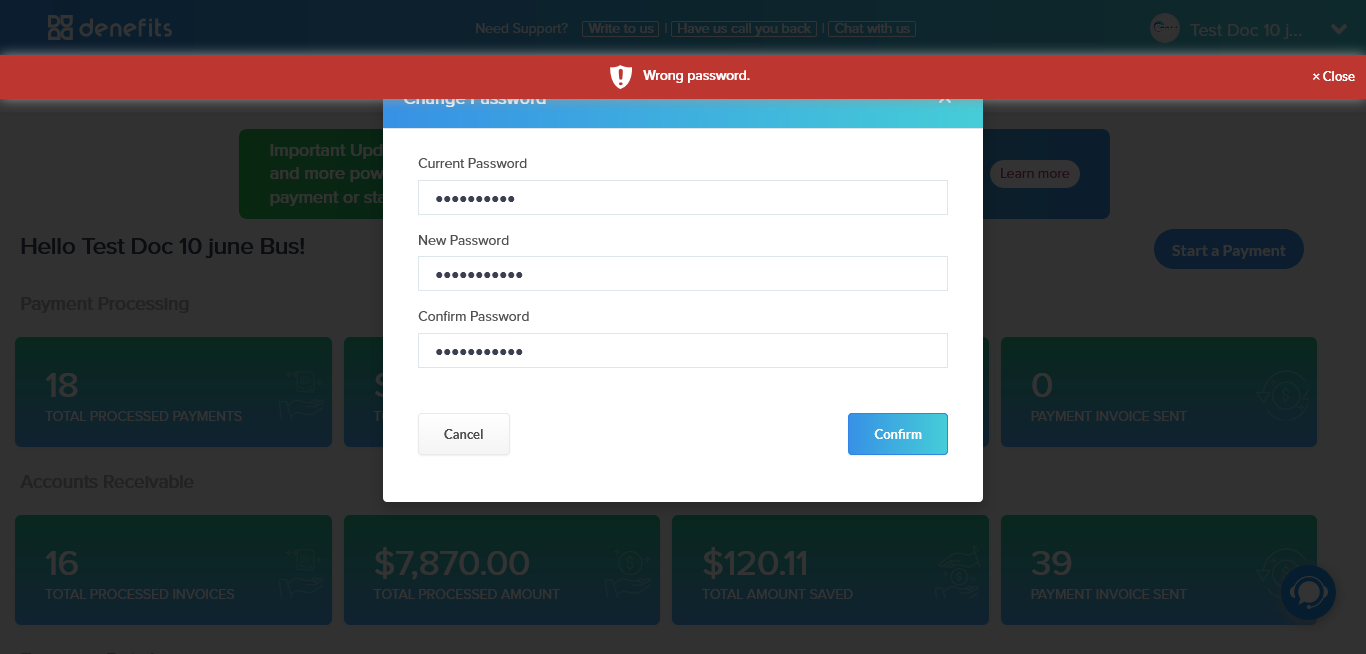 denefits
Need Support? Write to us | Have us call you back | Chat with us
Test Doc 10 j...
Wrong password.
× Close
Change Password
Important Upd
and more pow
payment or sta
Learn more
Current Password
••••••••••
New Password
•••••••••••
Confirm Password
•••••••••••
Cancel
Confirm
Hello Test Doc 10 june Bus!
Start a Payment
Payment Processing
18
TOTAL PROCESSED PAYMENTS
0
PAYMENT INVOICE SENT
Accounts Receivable
16
TOTAL PROCESSED INVOICES
$7,870.00
TOTAL PROCESSED AMOUNT
$120.11
TOTAL AMOUNT SAVED
39
PAYMENT INVOICE SENT